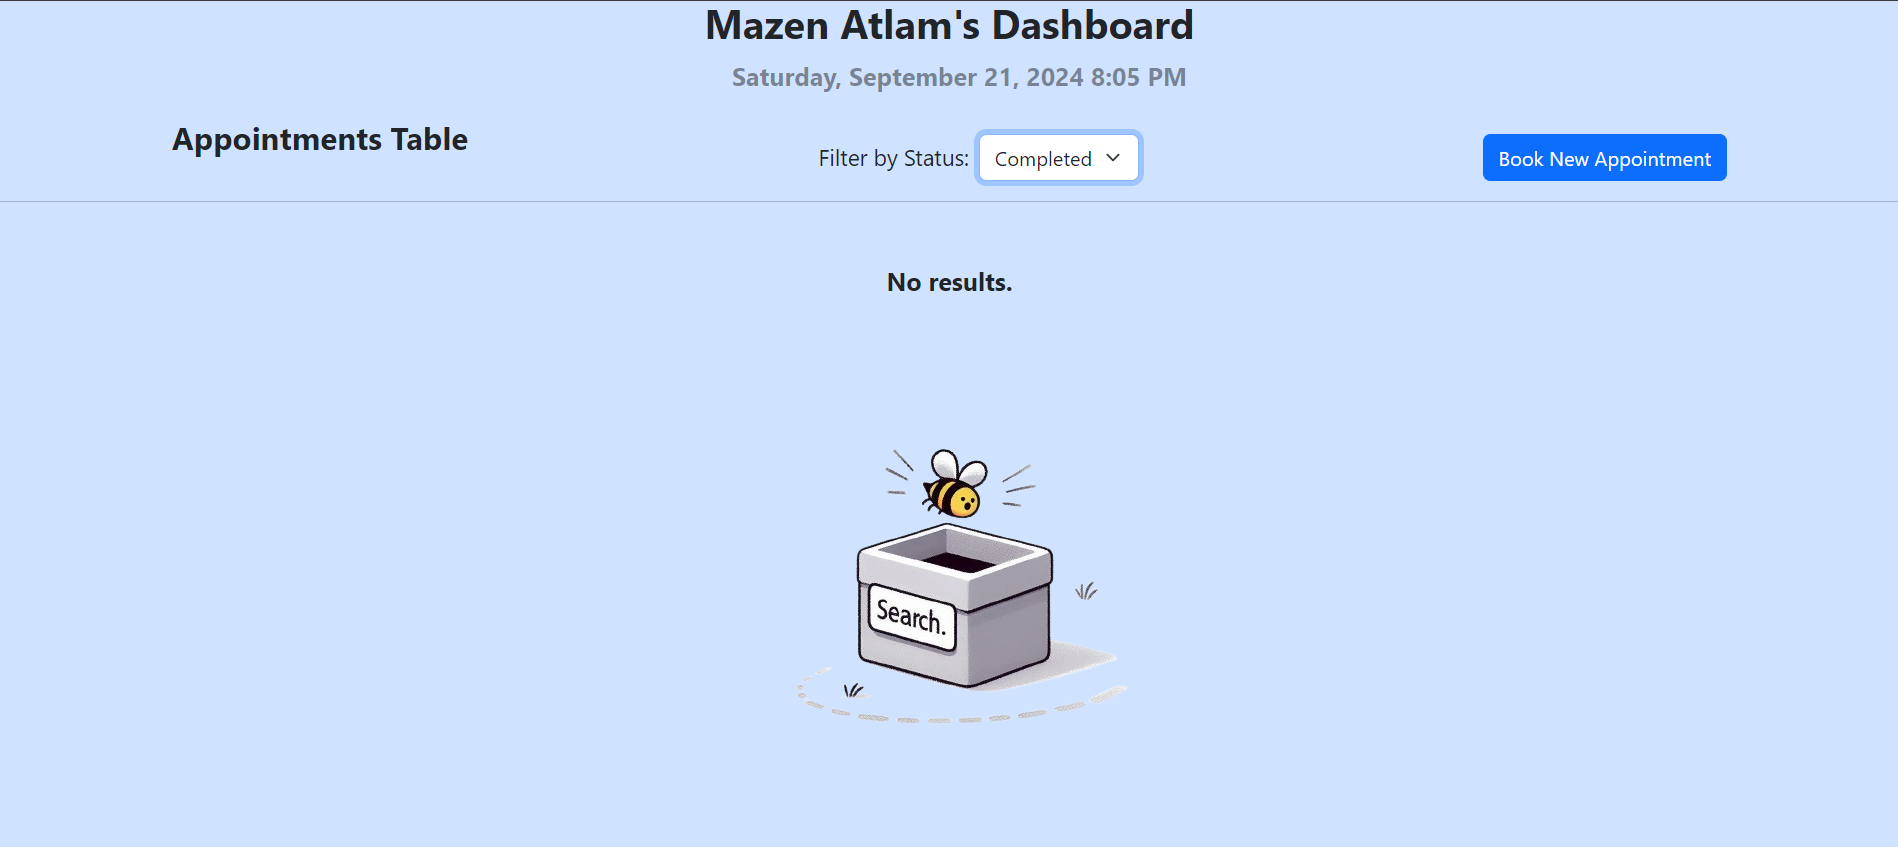 Mazen Atlam's Dashboard
Saturday, September 21, 2024 8:05 PM
Appointments Table
Filter by Status: Completed
Book New Appointment
No results.
Search.